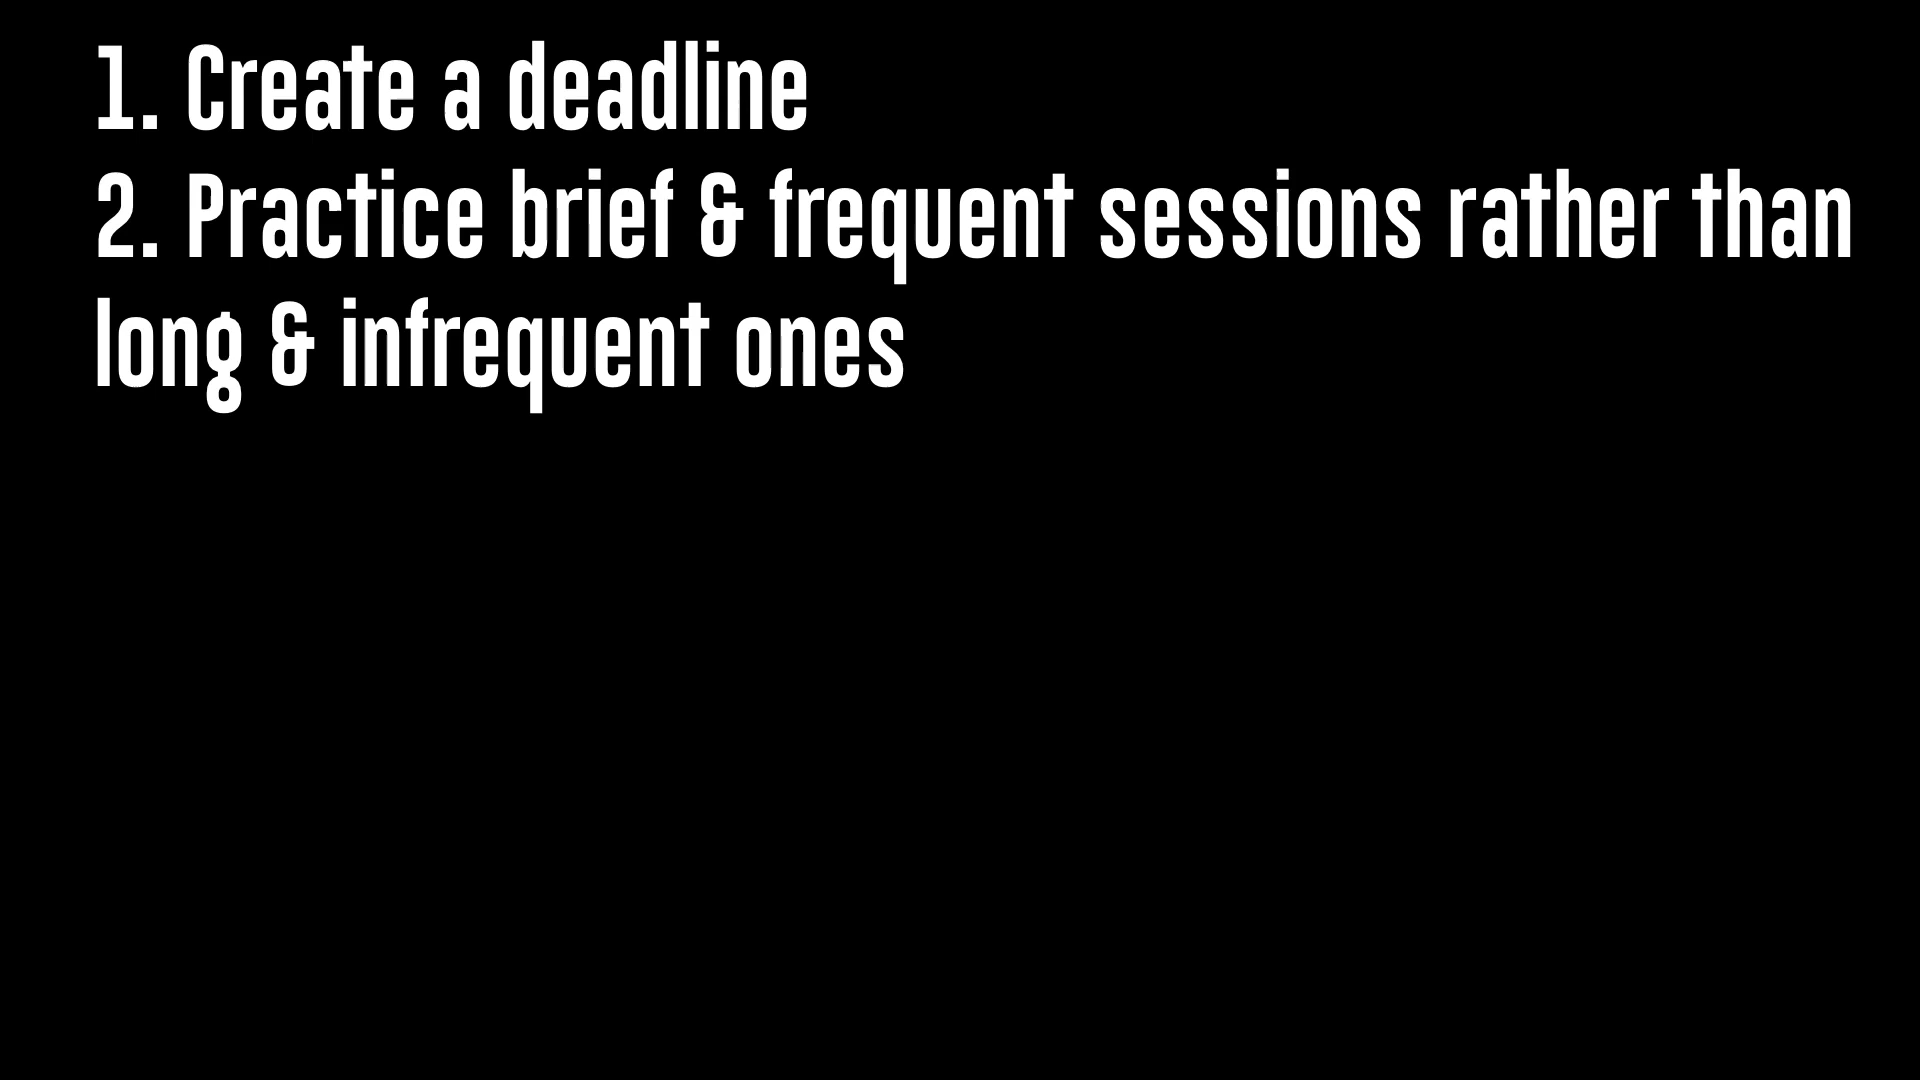 1. Create a deadline
2. Practice brief & frequent sessions rather than
long & infrequent ones